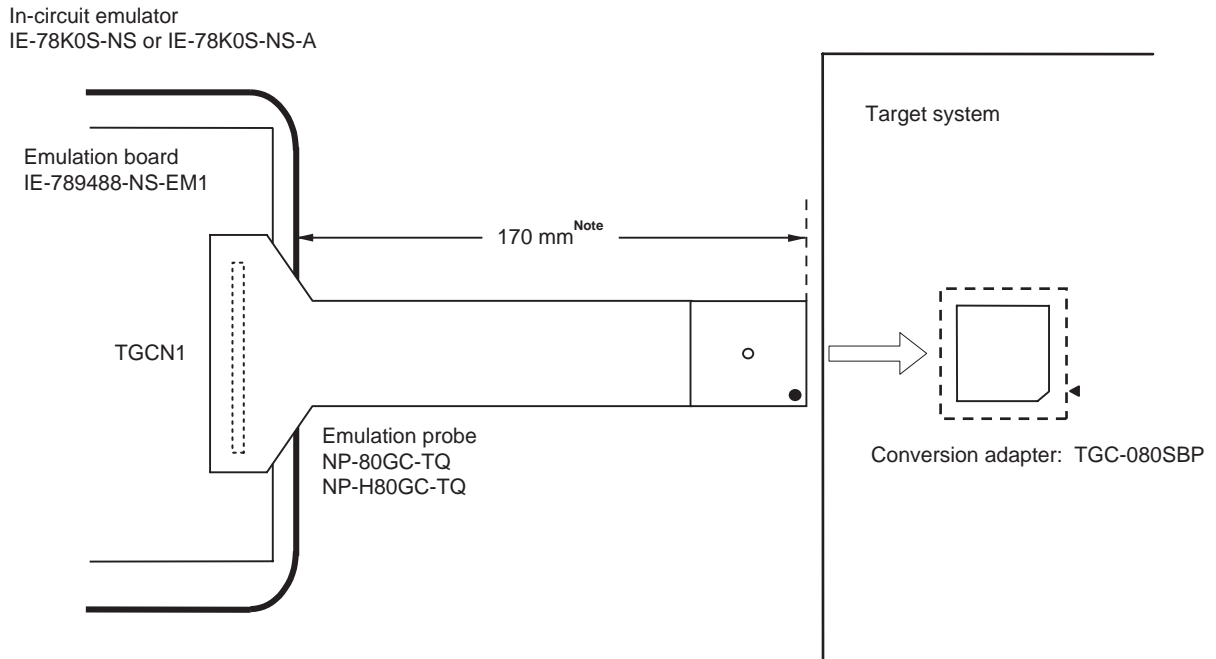 In-circuit emulator
IE-78K0S-NS or IE-78K0S-NS-A
Target system
Emulation board
IE-789488-NS-EM1
170 mmNote
TGCN1
Emulation probe
NP-80GC-TQ
NP-H80GC-TQ
Conversion adapter: TGC-080SBP